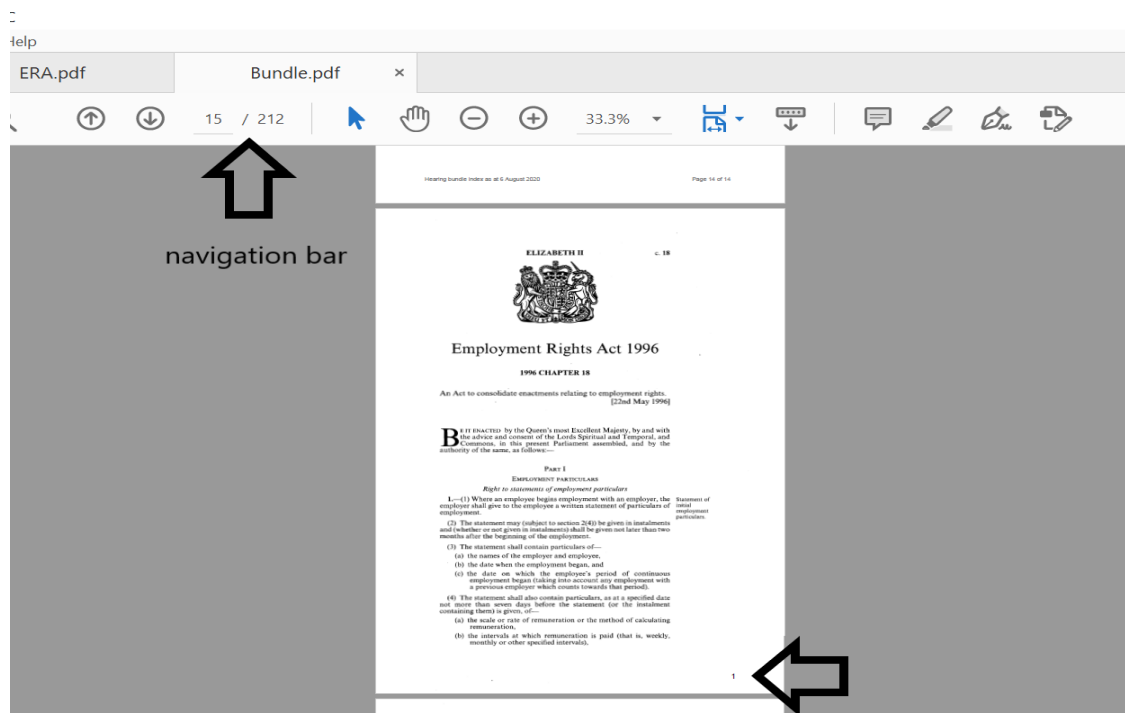 Help
ERA.pdf Bundle.pdf ×
15 / 212 33.3%
navigation bar
Hearing bundle index as at 6 August 2020 Page 14 of 14
ELIZABETH II c. 18
Employment Rights Act 1996
1996 CHAPTER 18
An Act to consolidate enactments relating to employment rights.
[22nd May 1996]
BE IT ENACTED by the Queen's most Excellent Majesty, by and with
the advice and consent of the Lords Spiritual and Temporal, and
Commons, in this present Parliament assembled, and by the
authority of the same, as follows:—
PART I
EMPLOYMENT PARTICULARS
Right to statements of employment particulars
1.—(1) Where an employee begins employment with an employer, the
employer shall give to the employee a written statement of particulars of
employment.
Statement of
initial
employment
particulars.
(2) The statement may (subject to section 2(4)) be given in instalments
and (whether or not given in instalments) shall be given not later than two
months after the beginning of the employment.
(3) The statement shall contain particulars of—
(a) the names of the employer and employee,
(b) the date when the employment began, and
(c) the date on which the employee's period of continuous
employment began (taking into account any employment with
a previous employer which counts towards that period).
(4) The statement shall also contain particulars, as at a specified date
not more than seven days before the statement (or the instalment
containing them) is given, of—
(a) the scale or rate of remuneration or the method of calculating
remuneration,
(b) the intervals at which remuneration is paid (that is, weekly,
monthly or other specified intervals),
1